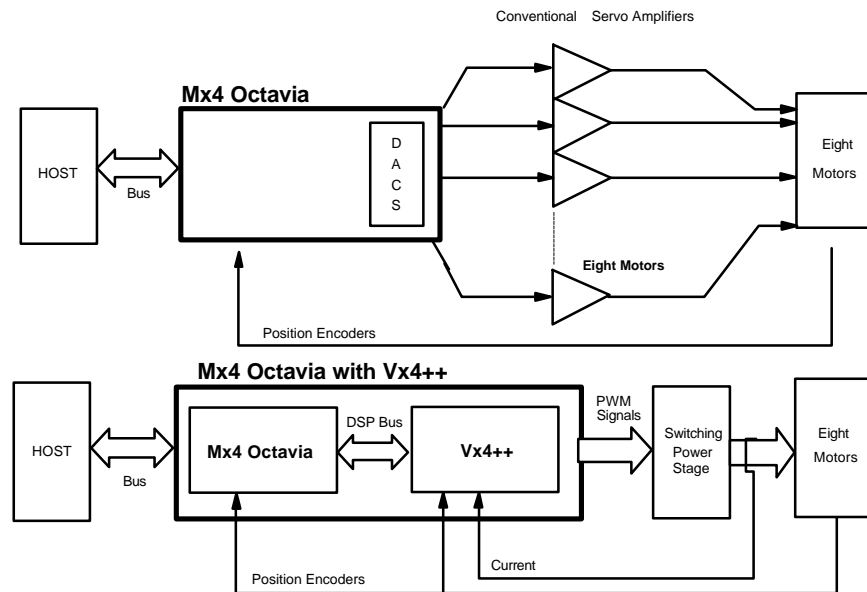 Conventional Servo Amplifiers
Mx4 Octavia
HOST
Bus
D
A
C
S
Eight
Motors
Eight Motors
Position Encoders
Mx4 Octavia with Vx4++
HOST
Bus
Mx4 Octavia
DSP Bus
Vx4++
PWM
Signals
Switching
Power
Stage
Eight
Motors
Current
Position Encoders